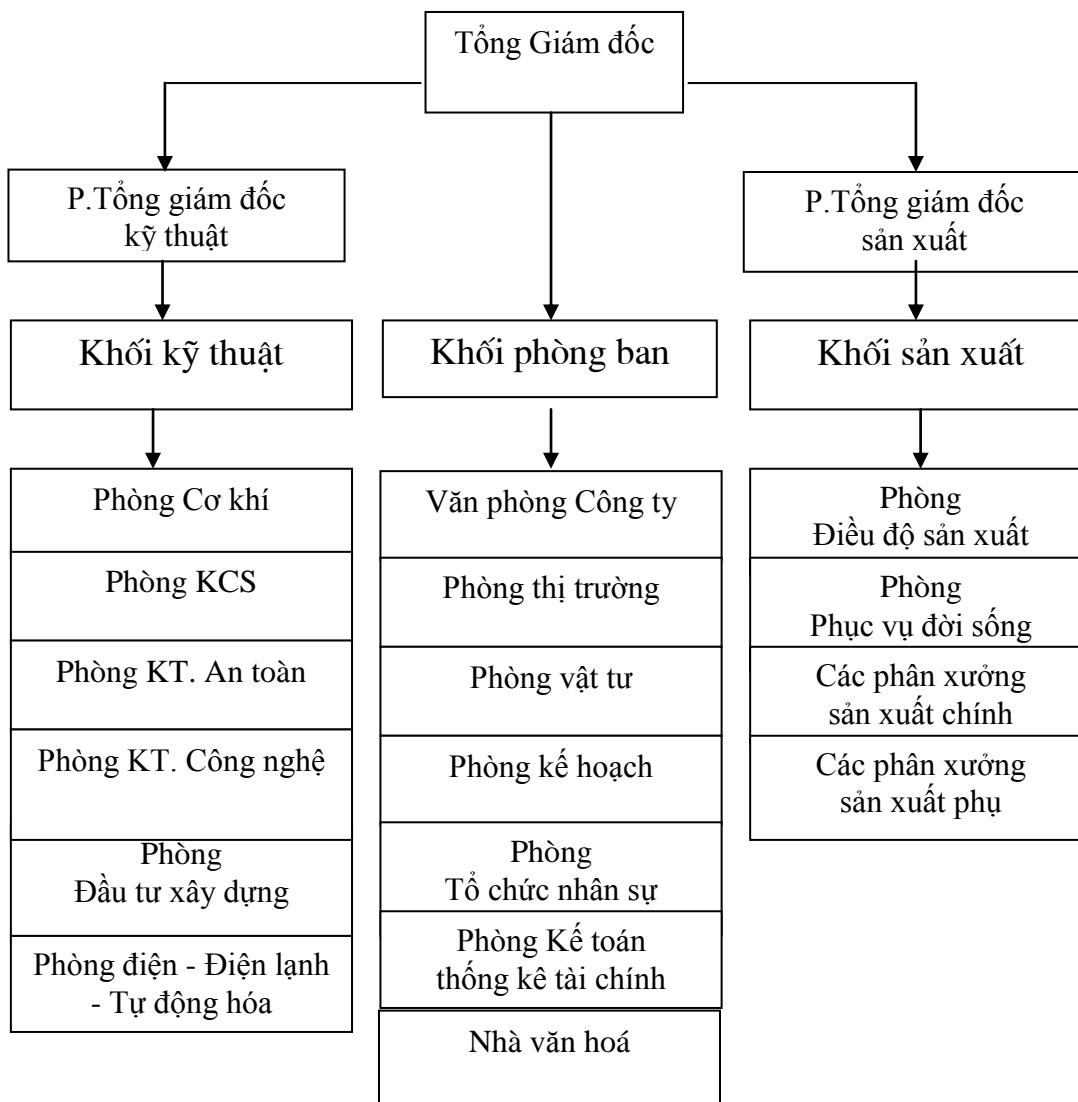 Tổng Giám đốc
P.Tổng giám đốc
kỹ thuật
P.Tổng giám đốc
sản xuất
Khối kỹ thuật
Khối phòng ban
Khối sản xuất
Phòng Cơ khí
Phòng KCS
Phòng KT. An toàn
Phòng KT. Công nghệ
Phòng
Đầu tư xây dựng
Phòng điện - Điện lạnh
- Tự động hóa
Văn phòng Công ty
Phòng thị trường
Phòng vật tư
Phòng kế hoạch
Phòng
Tổ chức nhân sự
Phòng Kế toán
thống kê tài chính
Nhà văn hoá
Phòng
Điều độ sản xuất
Phòng
Phục vụ đời sống
Các phân xưởng
sản xuất chính
Các phân xưởng
sản xuất phụ